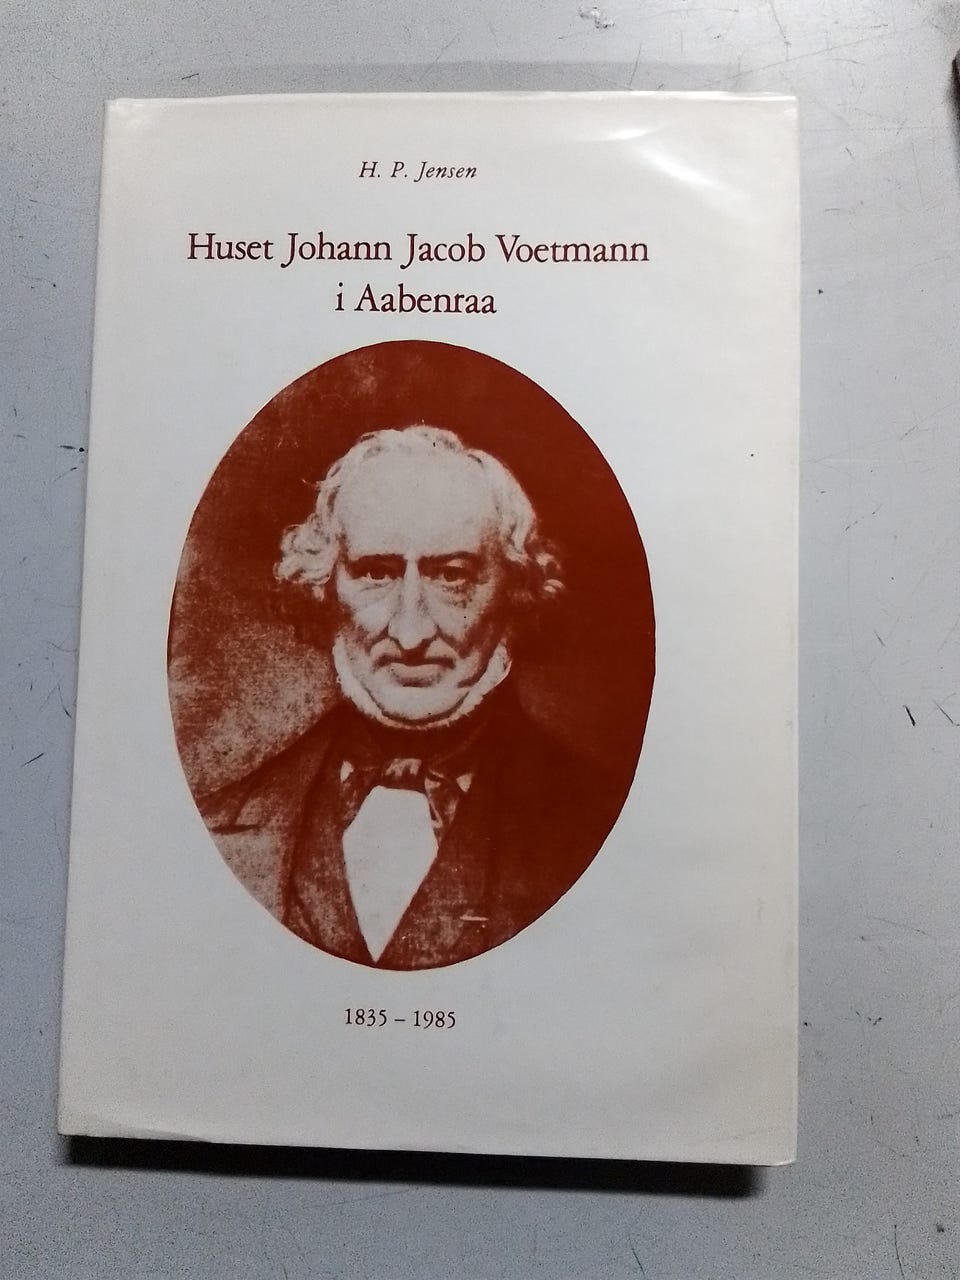 H. P. Jensen
Huset Johann Jacob Voetmann
i Aabenraa
1835 – 1985